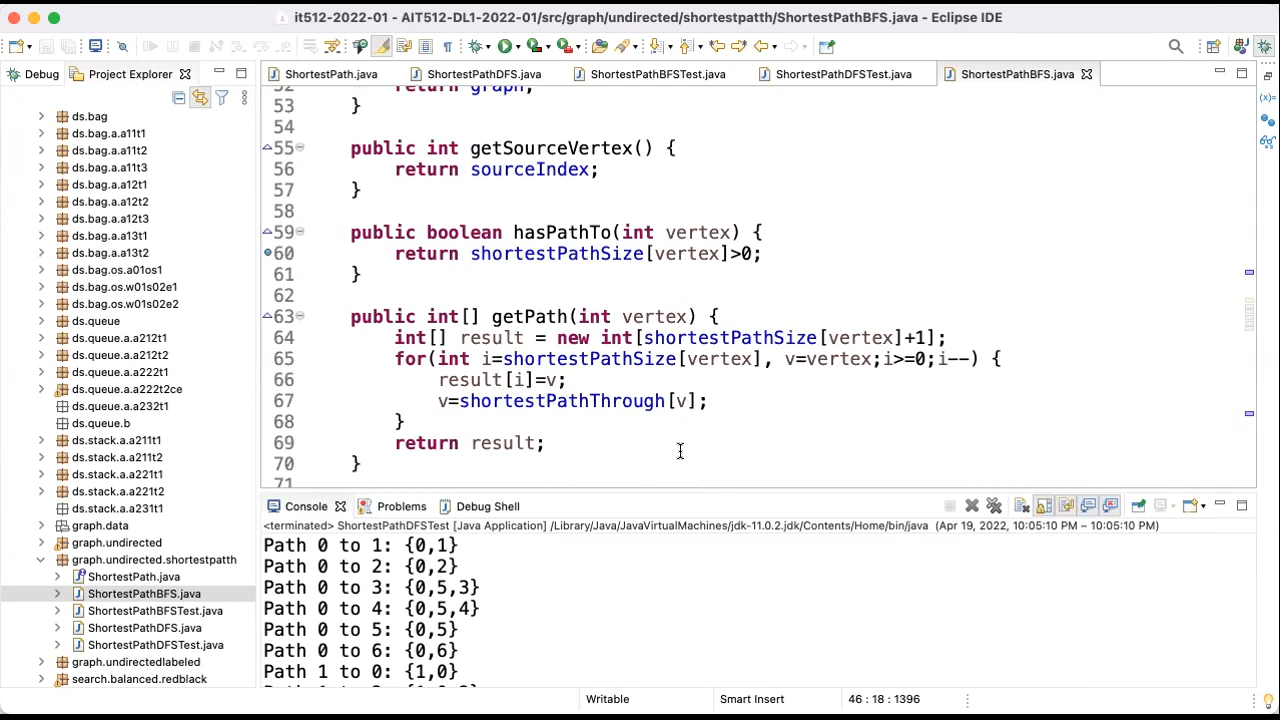 it512-2022-01 - AIT512-DL1-2022-01/src/graph/undirected/shortestpatth/ShortestPathBFS.java - Eclipse IDE
Debug
Project Explorer
ShortestPath.java
ShortestPathDFS.java
ShortestPathBFSTest.java
ShortestPathDFSTest.java
ShortestPathBFS.java
ds.bag
ds.bag.a.a11t1
ds.bag.a.a11t2
ds.bag.a.a11t3
ds.bag.a.a12t1
ds.bag.a.a12t2
ds.bag.a.a12t3
ds.bag.a.a13t1
ds.bag.a.a13t2
ds.bag.os.a01os1
ds.bag.os.w01s02e1
ds.bag.os.w01s02e2
ds.queue
ds.queue.a.a212t1
ds.queue.a.a212t2
ds.queue.a.a222t1
ds.queue.a.a222t2ce
ds.queue.a.a232t1
ds.queue.b
ds.stack.a.a211t1
ds.stack.a.a211t2
ds.stack.a.a221t1
ds.stack.a.a221t2
ds.stack.a.a231t1
graph.data
graph.undirected
graph.undirected.shortestpatth
ShortestPath.java
ShortestPathBFS.java
ShortestPathBFSTest.java
ShortestPathDFS.java
ShortestPathDFSTest.java
graph.undirectedlabeled
search.balanced.redblack
52 return graph;
53 }
54
55 public int getSourceVertex() {
56 return sourceIndex;
57 }
58
59 public boolean hasPathTo(int vertex) {
60 return shortestPathSize[vertex]>0;
61 }
62
63 public int[] getPath(int vertex) {
64 int[] result = new int[shortestPathSize[vertex]+1];
65 for(int i=shortestPathSize[vertex], v=vertex;i>=0;i--) {
66 result[i]=v;
67 v=shortestPathThrough[v];
68 }
69 return result;
70 }
71
Console
Problems
Debug Shell
<terminated> ShortestPathDFSTest [Java Application] /Library/Java/JavaVirtualMachines/jdk-11.0.2.jdk/Contents/Home/bin/java (Apr 19, 2022, 10:05:10 PM – 10:05:10 PM)
Path 0 to 1: {0,1}
Path 0 to 2: {0,2}
Path 0 to 3: {0,5,3}
Path 0 to 4: {0,5,4}
Path 0 to 5: {0,5}
Path 0 to 6: {0,6}
Path 1 to 0: {1,0}
Writable
Smart Insert
46 : 18 : 1396